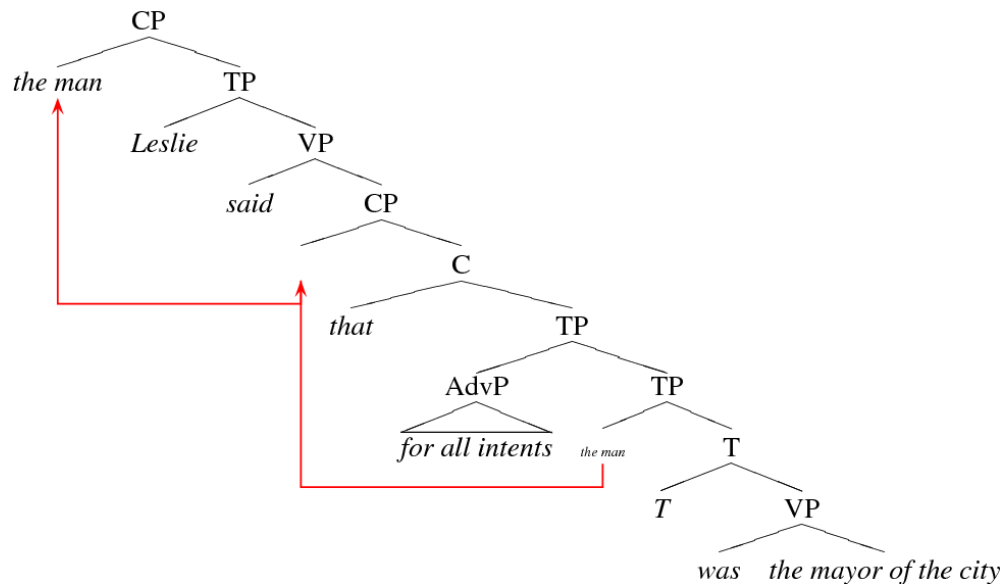 CP
the man TP
Leslie VP
said CP
C
that TP
AdvP TP
for all intents the man T
T VP
was the mayor of the city